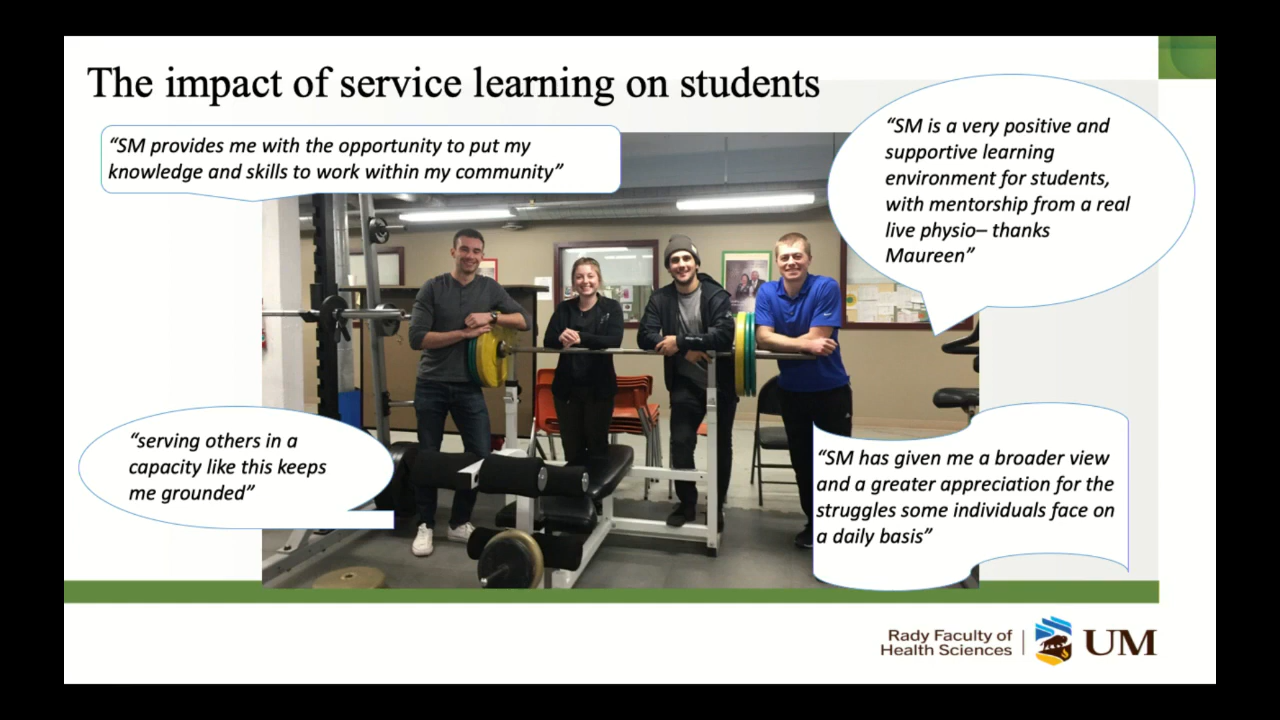 The impact of service learning on students
“SM provides me with the opportunity to put my
knowledge and skills to work within my community”
“SM is a very positive and
supportive learning
environment for students,
with mentorship from a real
live physio– thanks
Maureen”
“serving others in a
capacity like this keeps
me grounded”
“SM has given me a broader view
and a greater appreciation for the
struggles some individuals face on
a daily basis”
Rady Faculty of
Health Sciences
UM